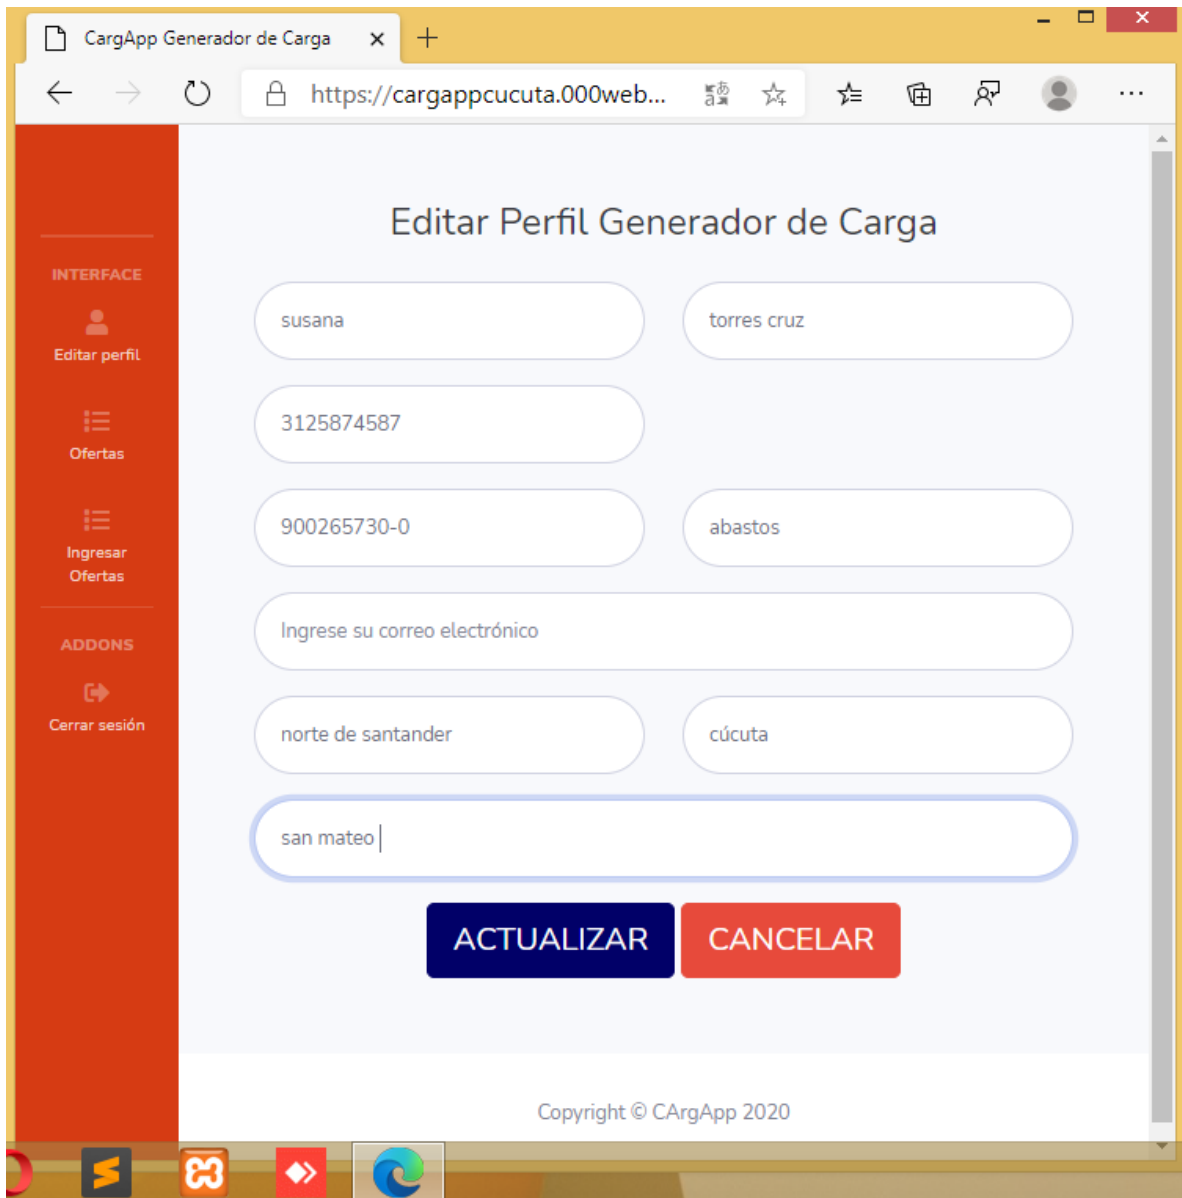 CargApp Generador de Carga
https://cargappcucuta.000web...
Editar Perfil Generador de Carga
INTERFACE
Editar perfil
Ofertas
Ingresar
Ofertas
ADDONS
Cerrar sesión
susana
torres cruz
3125874587
900265730-0
abastos
Ingrese su correo electrónico
norte de santander
cúcuta
san mateo
ACTUALIZAR
CANCELAR
Copyright © CArgApp 2020